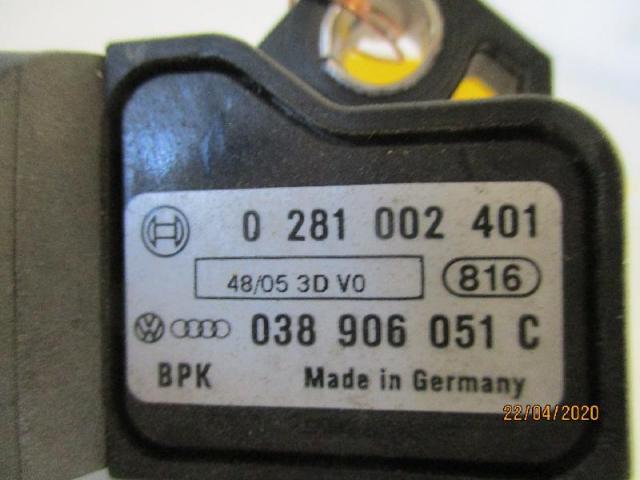 0 281 002 401
48/05 3D V0 816
038 906 051 C
BPK Made in Germany
22/04/2020